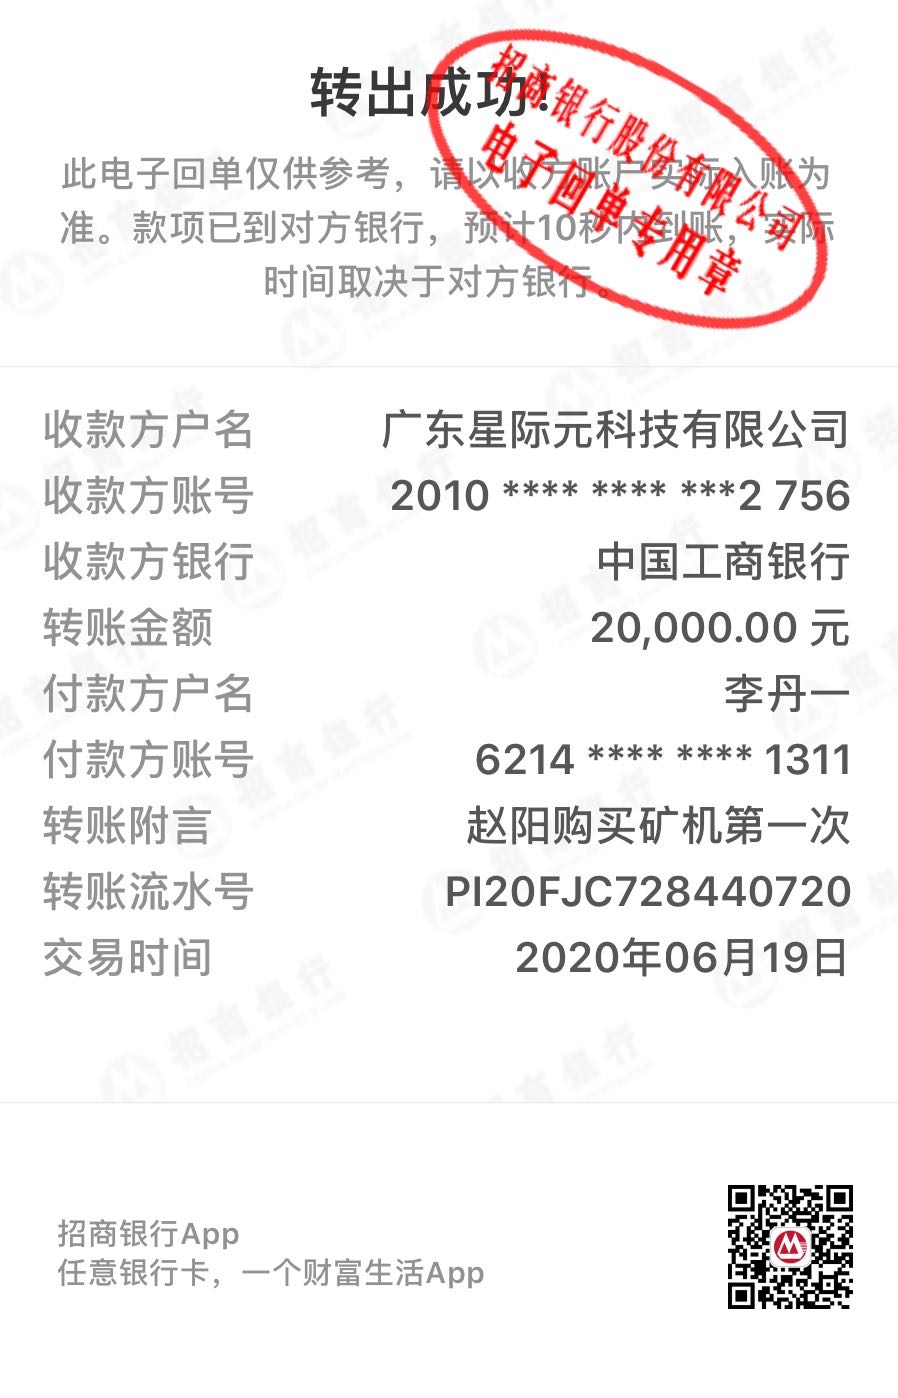 转出成功!
招商银行股份有限公司
电子回单专用章
此电子回单仅供参考，请以收方账户实际入账为
准。款项已到对方银行，预计10秒内到账，实际
时间取决于对方银行。
收款方户名 广东星际元科技有限公司
收款方账号 2010 **** **** ***2 756
收款方银行 中国工商银行
转账金额 20,000.00 元
付款方户名 李丹一
付款方账号 6214 **** **** 1311
转账附言 赵阳购买矿机第一次
转账流水号 PI20FJC728440720
交易时间 2020年06月19日
招商银行App
任意银行卡，一个财富生活App
招商银行